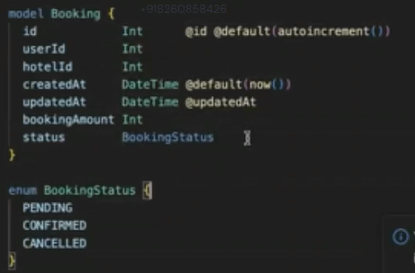 +918260858426
model Booking {
id Int @id @default(autoincrement())
userId Int
hotelId Int
createdAt DateTime @default(now())
updatedAt DateTime @updatedAt
bookingAmount Int
status BookingStatus
}
enum BookingStatus {
PENDING
CONFIRMED
CANCELLED
}